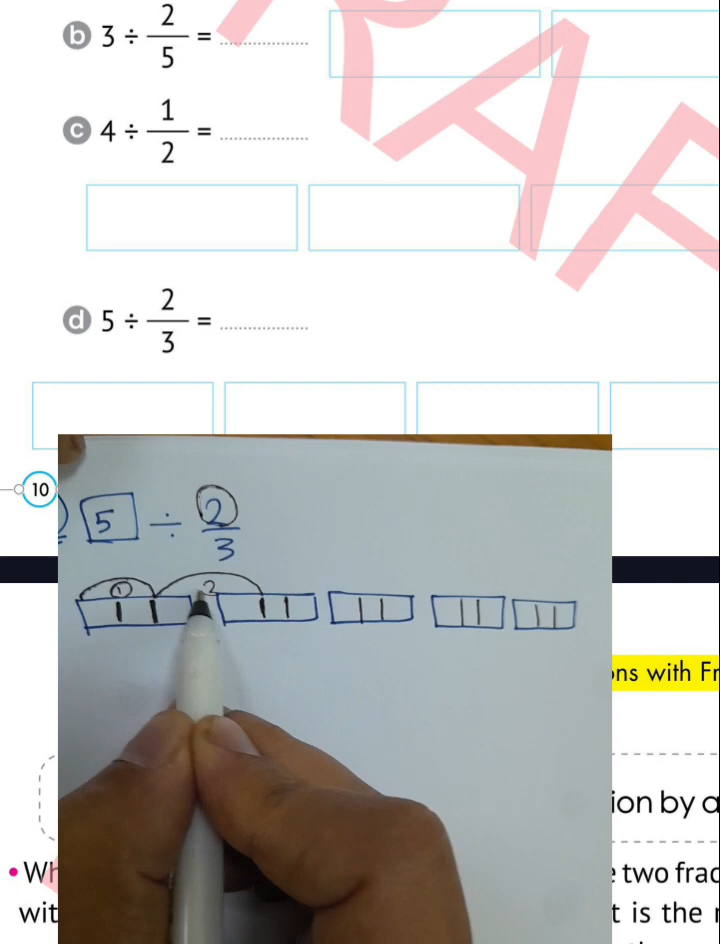 b 3 ÷ 2/5 = ..............
c 4 ÷ 1/2 = ..............
d 5 ÷ 2/3 = ..............
10
5 ÷ 2/3
1 2
ns with Fr
ion by a
• Wh
two frac
wit
t is the